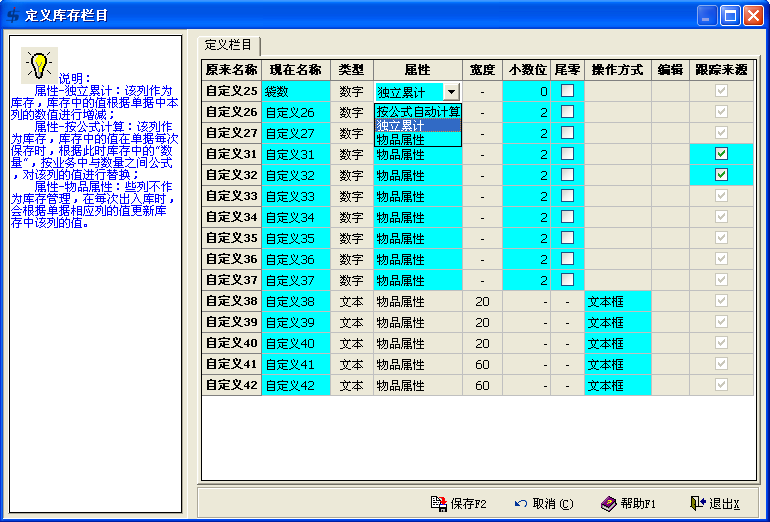 定义库存栏目
说明：
属性-独立累计：该列作为
库存，库存中的值根据单据中本
列的数值进行增减；
属性-按公式计算：该列作
为库存，库存中的值在单据每次
保存时，根据此时库存中的“数
量”，按业务中与数量之间公式
，对该列的值进行替换；
属性-物品属性：些列不作
为库存管理，在每次出入库时，
会根据单据相应列的值更新库
存中该列的值。
定义栏目
原来名称 现在名称 类型 属性 宽度 小数位 尾零 操作方式 编辑 跟踪来源
自定义25 袋数 数字 独立累计 - 0
自定义26 自定义26 数字 按公式自动计算 - 2
自定义27 自定义27 数字 独立累计 - 2
物品属性
自定义31 自定义31 数字 物品属性 - 2
自定义32 自定义32 数字 物品属性 - 2
自定义33 自定义33 数字 物品属性 - 2
自定义34 自定义34 数字 物品属性 - 2
自定义35 自定义35 数字 物品属性 - 2
自定义36 自定义36 数字 物品属性 - 2
自定义37 自定义37 数字 物品属性 - 2
自定义38 自定义38 文本 物品属性 20 - - 文本框
自定义39 自定义39 文本 物品属性 20 - - 文本框
自定义40 自定义40 文本 物品属性 20 - - 文本框
自定义41 自定义41 文本 物品属性 60 - - 文本框
自定义42 自定义42 文本 物品属性 60 - - 文本框
保存F2 取消(C) 帮助F1 退出X